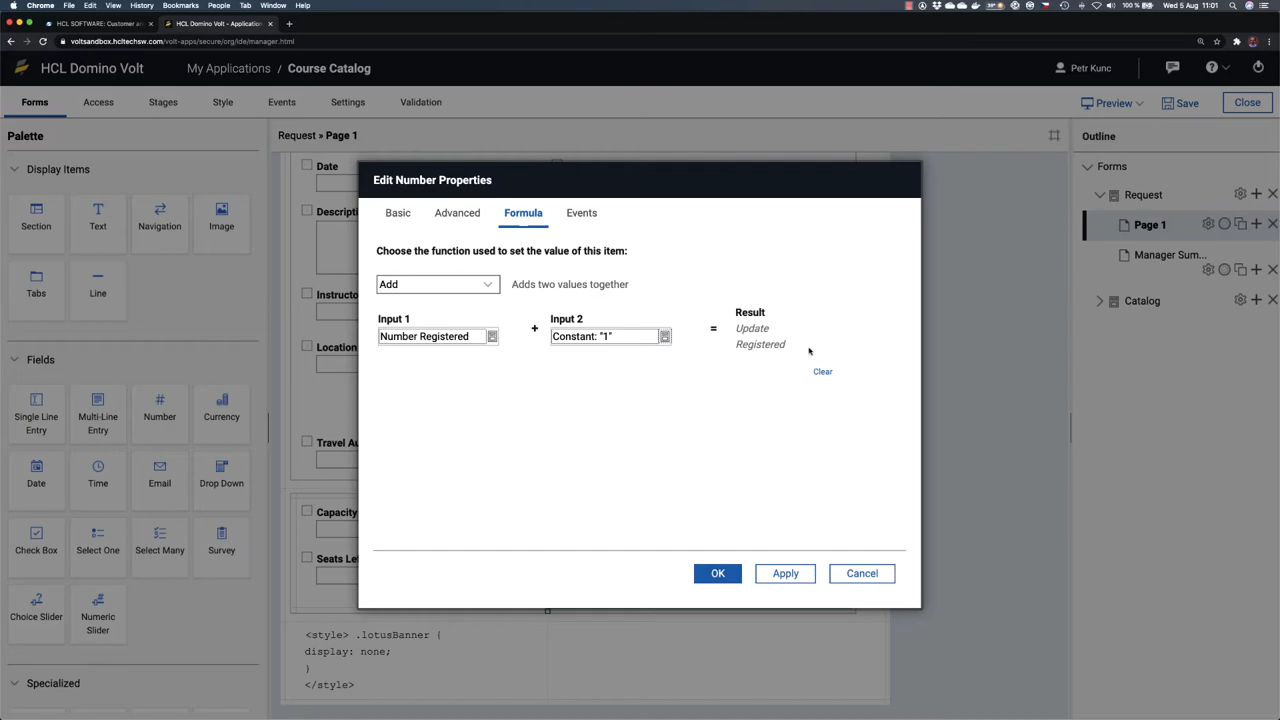 Chrome File Edit View History Bookmarks People Tab Window Help
100 % Wed 5 Aug 11:01
HCL SOFTWARE: Customer an
HCL Domino Volt - Application
voltsandbox.hcltechsw.com/volt-apps/secure/org/ide/manager.html
HCL Domino Volt My Applications / Course Catalog Petr Kunc
Forms Access Stages Style Events Settings Validation Preview Save Close
Palette
Request » Page 1
Outline
Display Items
Section Text Navigation Image
Tabs Line
Fields
Single Line Entry
Multi-Line Entry
Number
Currency
Date Time Email Drop Down
Check Box Select One Select Many Survey
Choice Slider
Numeric Slider
Specialized
Date
Descripti
Instructo
Location
Travel Au
Capacity
Seats Le
<style> .lotusBanner {
display: none;
}
</style>
Edit Number Properties
Basic Advanced Formula Events
Choose the function used to set the value of this item:
Add Adds two values together
Input 1 Input 2 Result
Number Registered + Constant: "1" = Update Registered
Clear
OK Apply Cancel
Forms
Request
Page 1
Manager Sum...
Catalog